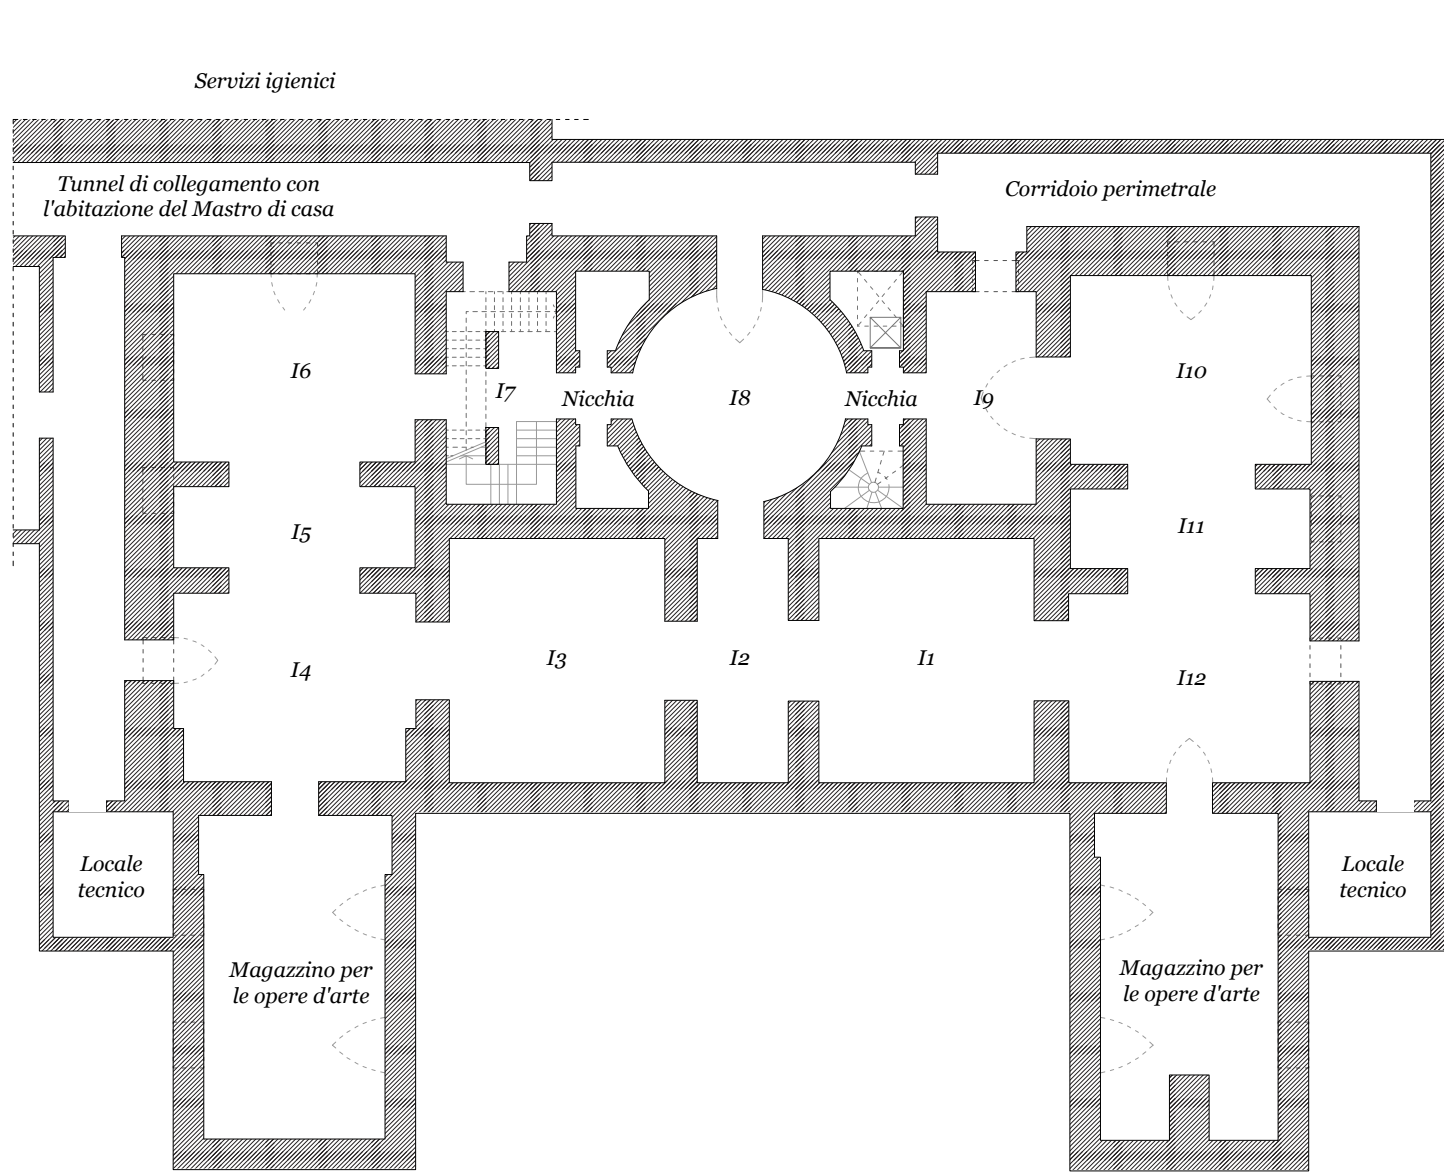 Servizi igienici
Tunnel di collegamento con
l'abitazione del Mastro di casa
Corridoio perimetrale
I6
I7
Nicchia
I8
Nicchia
I9
I10
I5
I11
I4
I3
I2
I1
I12
Locale
tecnico
Locale
tecnico
Magazzino per
le opere d'arte
Magazzino per
le opere d'arte